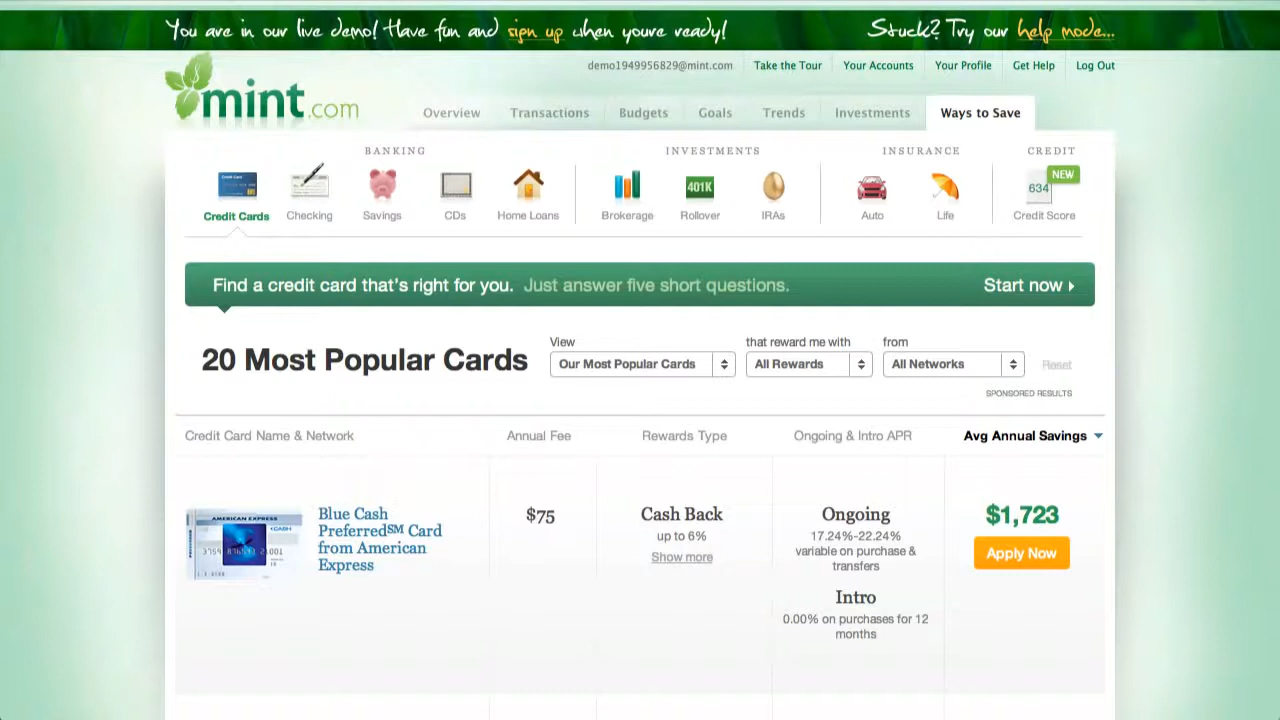 You are in our live demo! Have fun and sign up when youre ready!
Stuck? Try our help mode...
demo1949956829@mint.com Take the Tour Your Accounts Your Profile Get Help Log Out
mint.com
Overview Transactions Budgets Goals Trends Investments Ways to Save
BANKING INVESTMENTS INSURANCE CREDIT
Credit Card
401K
634
NEW
Credit Cards Checking Savings CDs Home Loans Brokerage Rollover IRAs Auto Life Credit Score
Find a credit card that's right for you. Just answer five short questions. Start now
20 Most Popular Cards
View that reward me with from
Our Most Popular Cards All Rewards All Networks Reset
SPONSORED RESULTS
Credit Card Name & Network Annual Fee Rewards Type Ongoing & Intro APR Avg Annual Savings
AMERICAN EXPRESS
CASH
Blue Cash
Preferred℠ Card
from American
Express
$75
Cash Back
up to 6%
Show more
Ongoing
17.24%-22.24%
variable on purchase &
transfers
Intro
0.00% on purchases for 12
months
$1,723
Apply Now